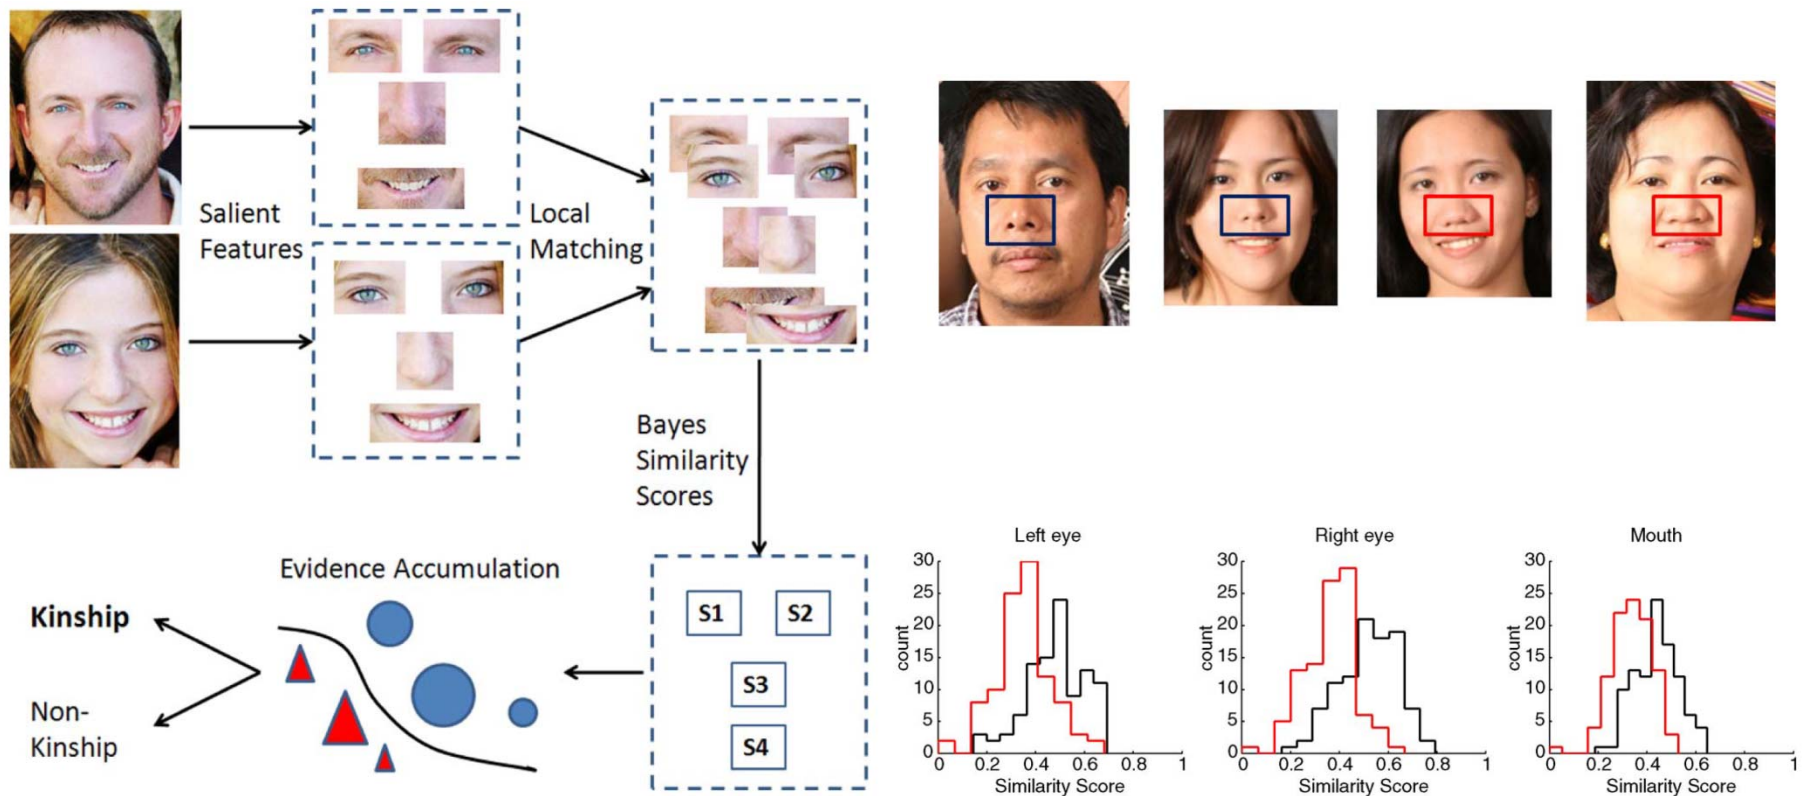 Salient
Features
Local
Matching
Bayes
Similarity
Scores
S1 S2
S3
S4
Evidence Accumulation
Kinship
Non-
Kinship
Left eye
30
25
20
15
10
5
0
count
0 0.2 0.4 0.6 0.8 1
Similarity Score
Right eye
30
25
20
15
10
5
0
count
0 0.2 0.4 0.6 0.8 1
Similarity Score
Mouth
30
25
20
15
10
5
0
count
0 0.2 0.4 0.6 0.8 1
Similarity Score